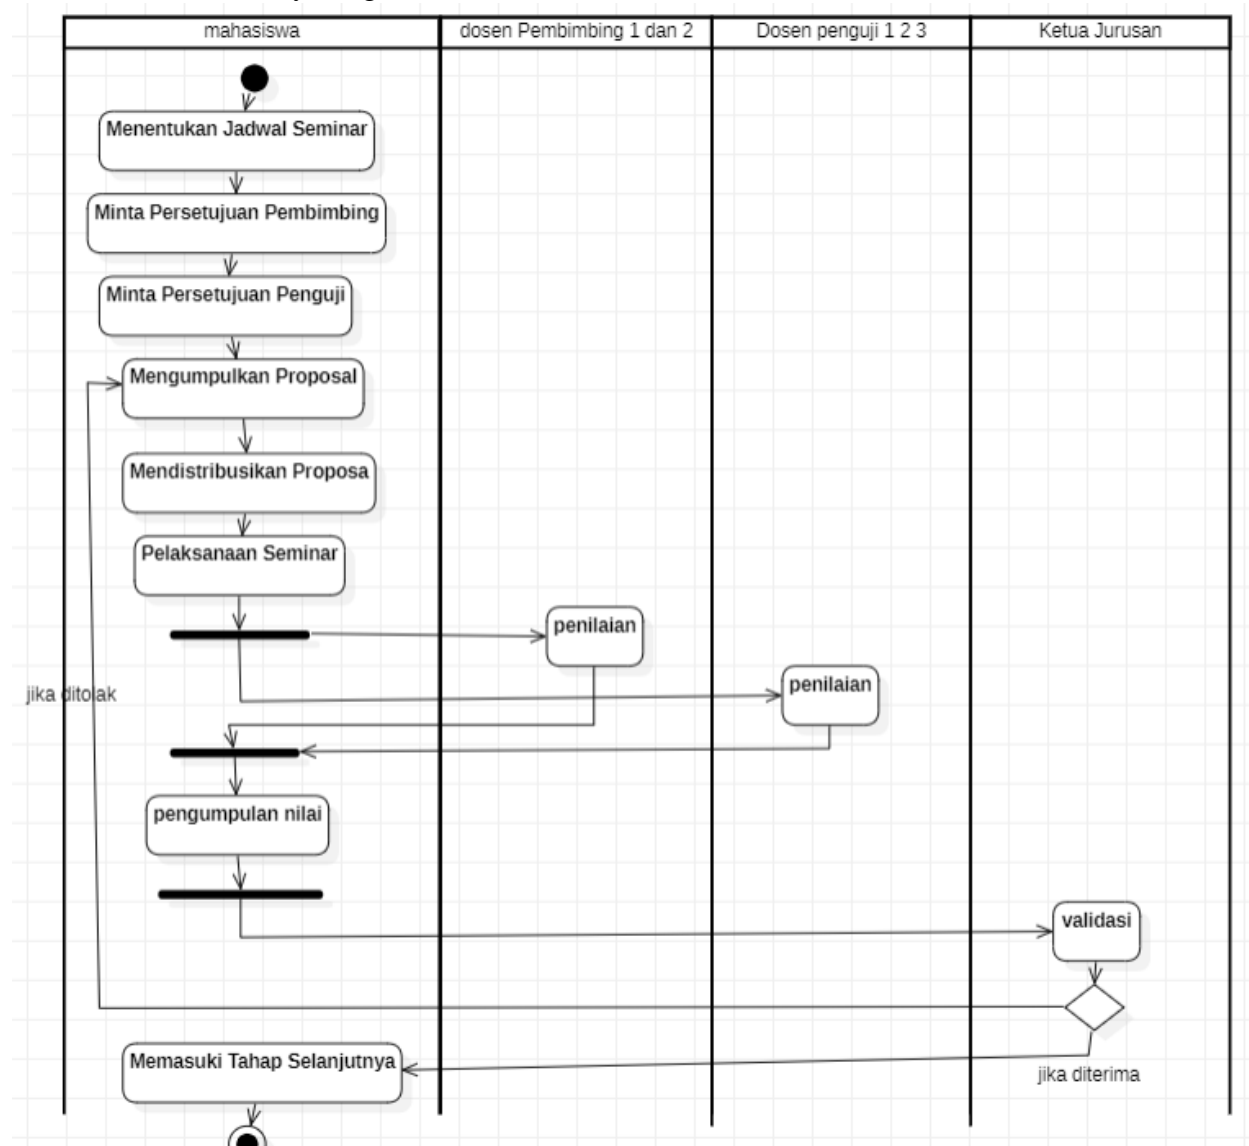 mahasiswa
dosen Pembimbing 1 dan 2
Dosen penguji 1 2 3
Ketua Jurusan
Menentukan Jadwal Seminar
Minta Persetujuan Pembimbing
Minta Persetujuan Penguji
Mengumpulkan Proposal
Mendistribusikan Proposa
Pelaksanaan Seminar
penilaian
penilaian
jika ditolak
pengumpulan nilai
validasi
Memasuki Tahap Selanjutnya
jika diterima